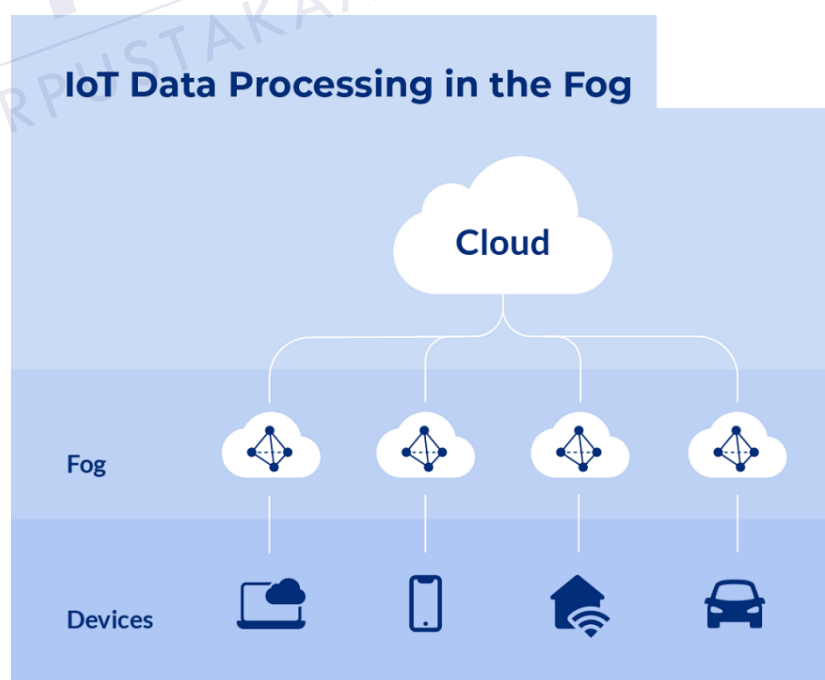 IoT Data Processing in the Fog
Cloud
Fog
Devices